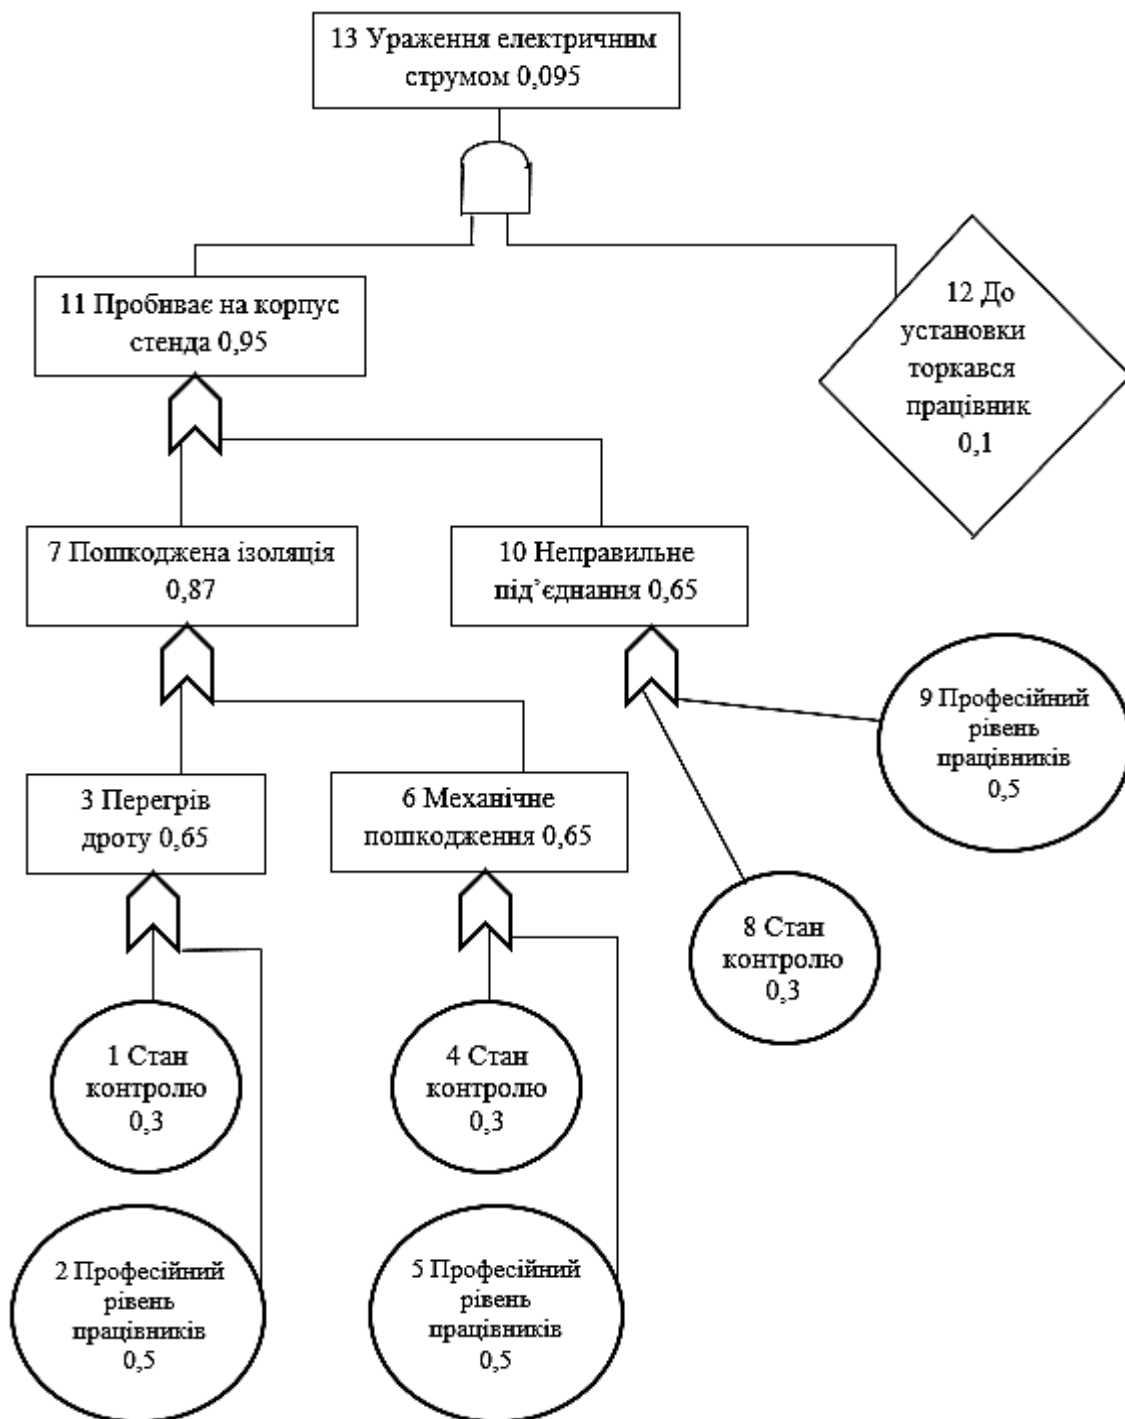 13 Ураження електричним
струмом 0,095
11 Пробиває на корпус
стенда 0,95
12 До
установки
торкався
працівник
0,1
7 Пошкоджена ізоляція
0,87
10 Неправильне
під’єднання 0,65
9 Професійний
рівень
працівників
0,5
3 Перегрів
дроту 0,65
6 Механічне
пошкодження 0,65
8 Стан
контролю
0,3
1 Стан
контролю
0,3
4 Стан
контролю
0,3
2 Професійний
рівень
працівників
0,5
5 Професійний
рівень
працівників
0,5